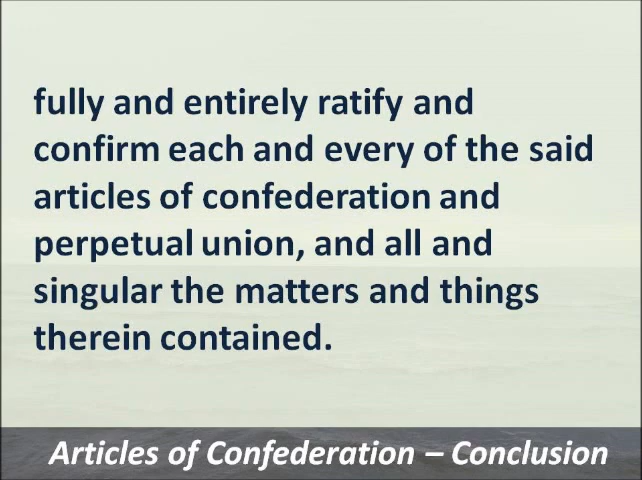 fully and entirely ratify and
confirm each and every of the said
articles of confederation and
perpetual union, and all and
singular the matters and things
therein contained.
Articles of Confederation – Conclusion